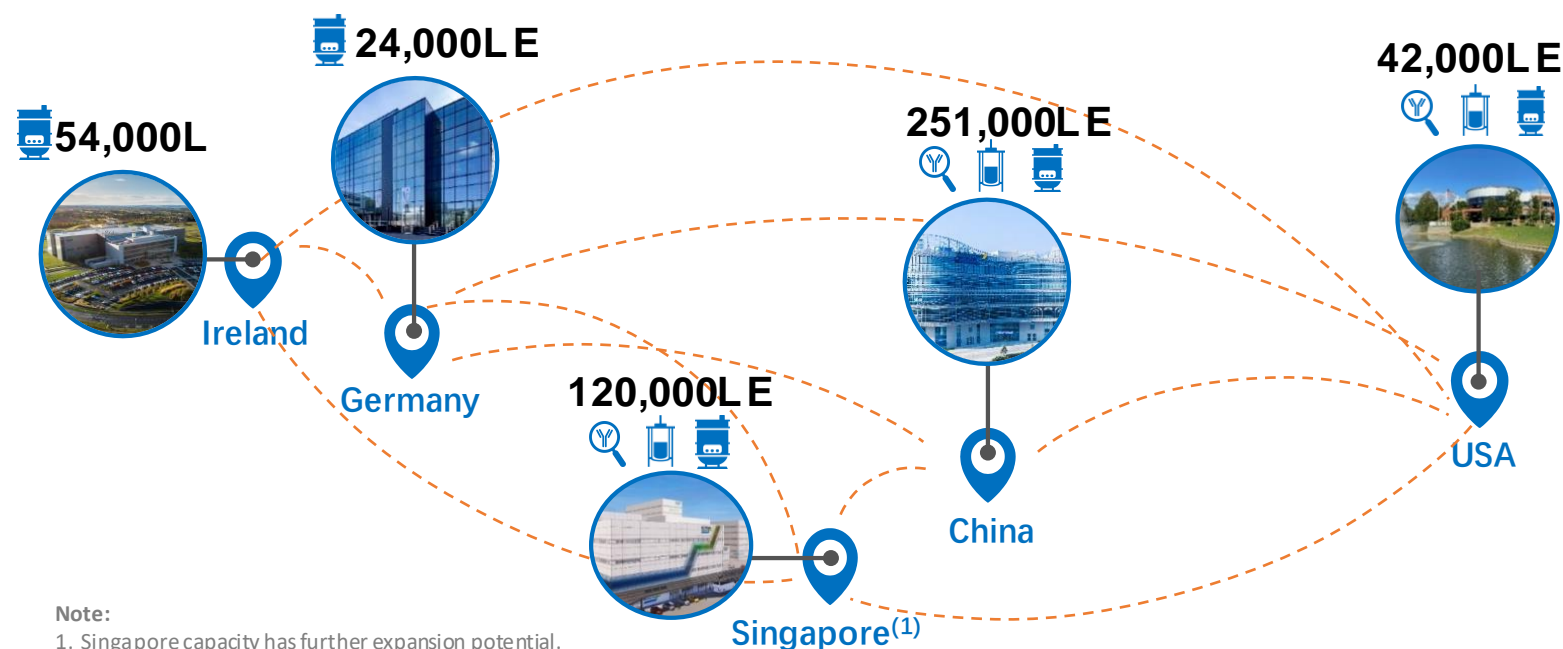 24,000L E
42,000L E
54,000L
251,000L E
Ireland
Germany
120,000L E
USA
China
Singapore(1)
Note:
1. Singapore capacity has further expansion potential.